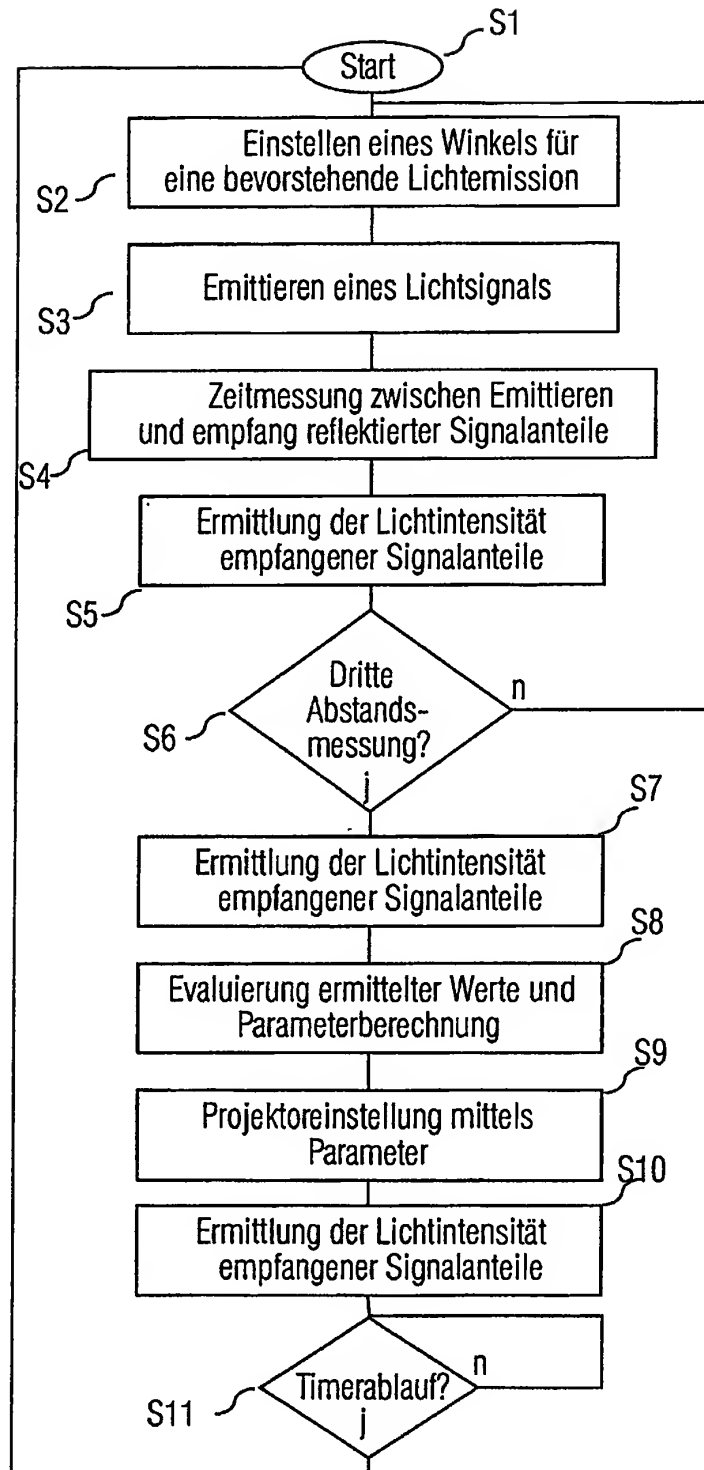 S1
Start
Einstellen eines Winkels für
eine bevorstehende Lichtemission
S2
Emittieren eines Lichtsignals
S3
Zeitmessung zwischen Emittieren
und empfang reflektierter Signalanteile
S4
Ermittlung der Lichtintensität
empfangener Signalanteile
S5
Dritte
Abstands-
messung?
n
S6
j
S7
Ermittlung der Lichtintensität
empfangener Signalanteile
S8
Evaluierung ermittelter Werte und
Parameterberechnung
S9
Projektoreinstellung mittels
Parameter
S10
Ermittlung der Lichtintensität
empfangener Signalanteile
n
Timerablauf?
S11
j